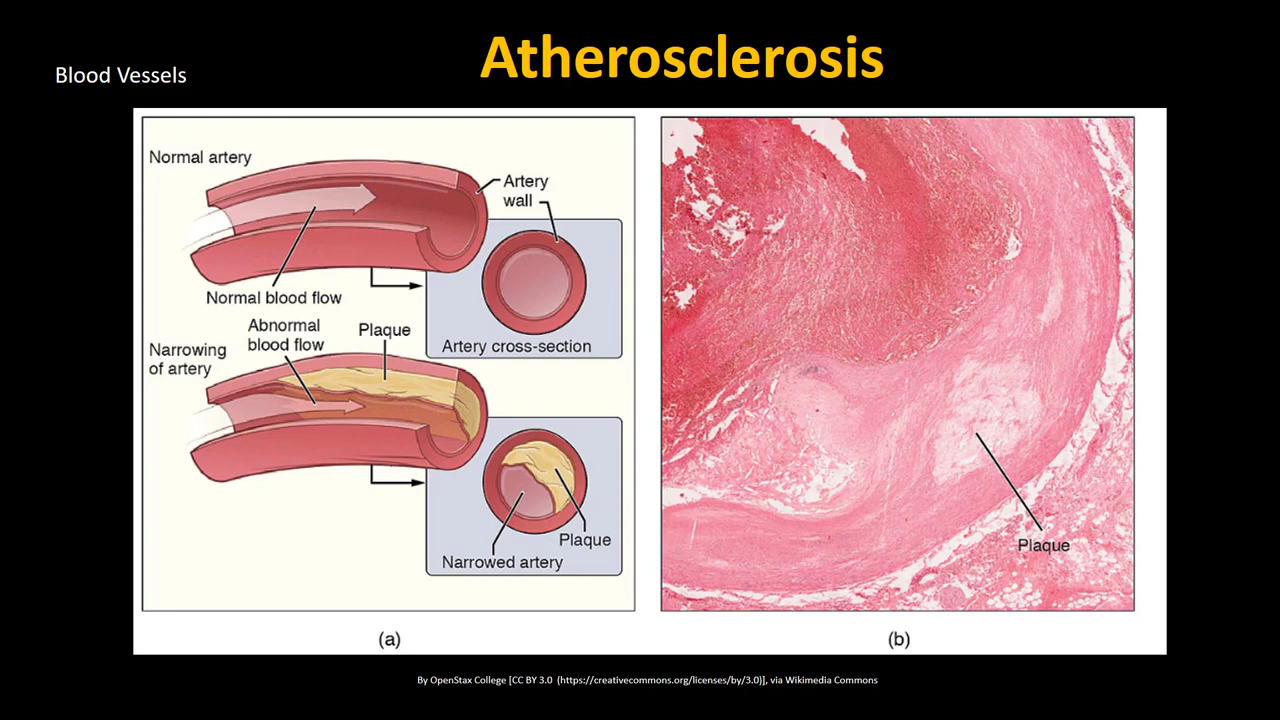 Blood Vessels
Atherosclerosis
Normal artery
Artery
wall
Normal blood flow
Artery cross-section
Abnormal
blood flow
Plaque
Narrowing
of artery
Plaque
Narrowed artery
(a)
Plaque
(b)
By OpenStax College [CC BY 3.0 (https://creativecommons.org/licenses/by/3.0)], via Wikimedia Commons